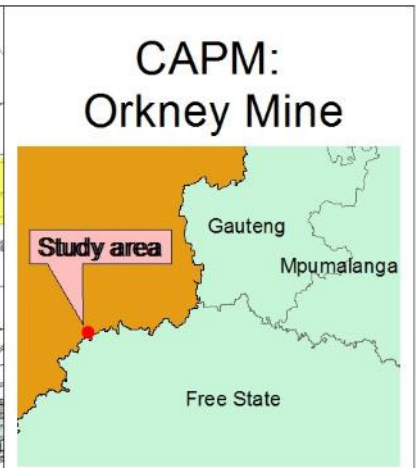 CAPM:
Orkney Mine
Gauteng
Study area
Mpumalanga
Free State